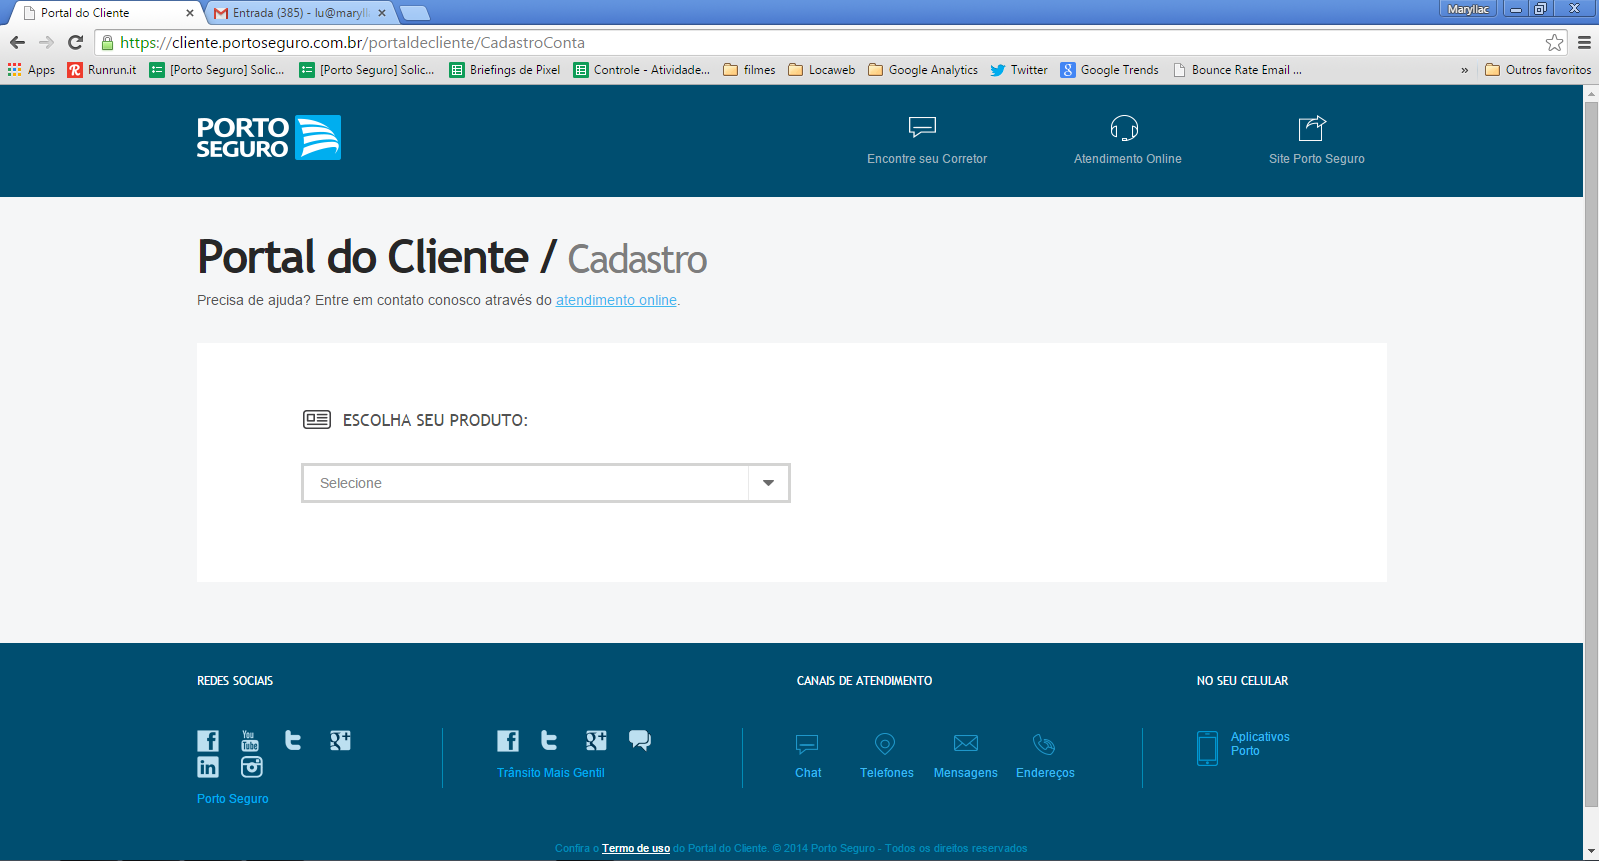 Portal do Cliente
Entrada (385) - lu@maryll
Maryllac
https://cliente.portoseguro.com.br/portaldecliente/CadastroConta
Apps
Runrun.it
[Porto Seguro] Solic...
[Porto Seguro] Solic...
Briefings de Pixel
Controle - Atividade...
filmes
Locaweb
Google Analytics
Twitter
Google Trends
Bounce Rate Email ...
»
Outros favoritos
PORTO
SEGURO
Encontre seu Corretor
Atendimento Online
Site Porto Seguro
Portal do Cliente / Cadastro
Precisa de ajuda? Entre em contato conosco através do atendimento online.
ESCOLHA SEU PRODUTO:
Selecione
REDES SOCIAIS
CANAIS DE ATENDIMENTO
NO SEU CELULAR
You
Tube
Porto Seguro
Trânsito Mais Gentil
Chat
Telefones
Mensagens
Endereços
Aplicativos
Porto
Confira o Termo de uso do Portal do Cliente. © 2014 Porto Seguro - Todos os direitos reservados